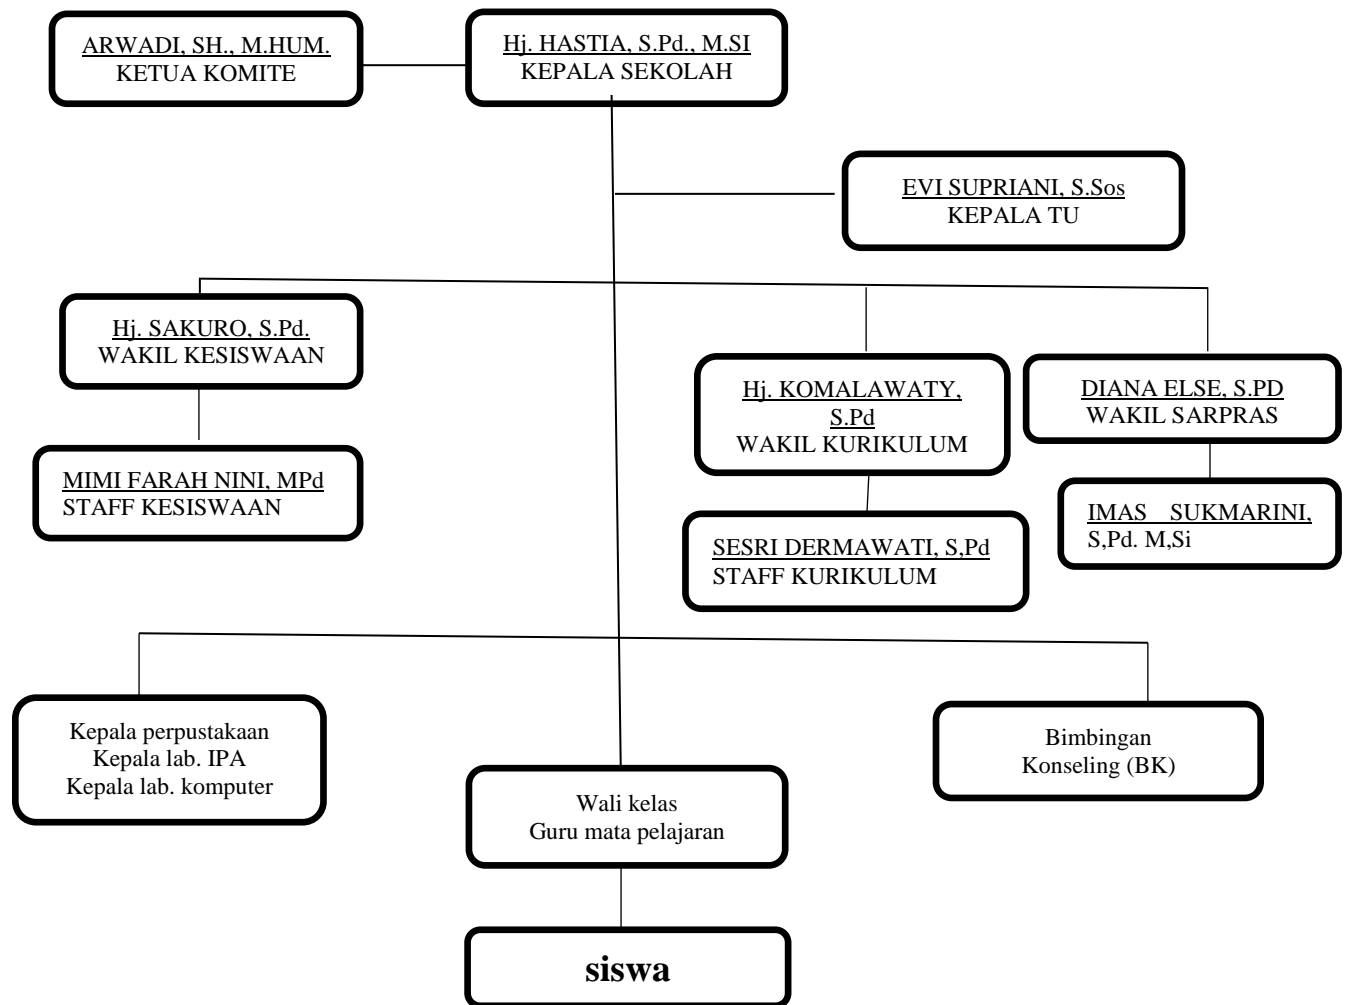 ARWADI, SH., M.HUM.
KETUA KOMITE
Hj. HASTIA, S.Pd., M.SI
KEPALA SEKOLAH
EVI SUPRIANI, S.Sos
KEPALA TU
Hj. SAKURO, S.Pd.
WAKIL KESISWAAN
Hj. KOMALAWATY,
S.Pd
WAKIL KURIKULUM
DIANA ELSE, S.PD
WAKIL SARPRAS
MIMI FARAH NINI, MPd
STAFF KESISWAAN
SESRI DERMAWATI, S,Pd
STAFF KURIKULUM
IMAS SUKMARINI,
S,Pd. M,Si
Kepala perpustakaan
Kepala lab. IPA
Kepala lab. komputer
Wali kelas
Guru mata pelajaran
Bimbingan
Konseling (BK)
siswa